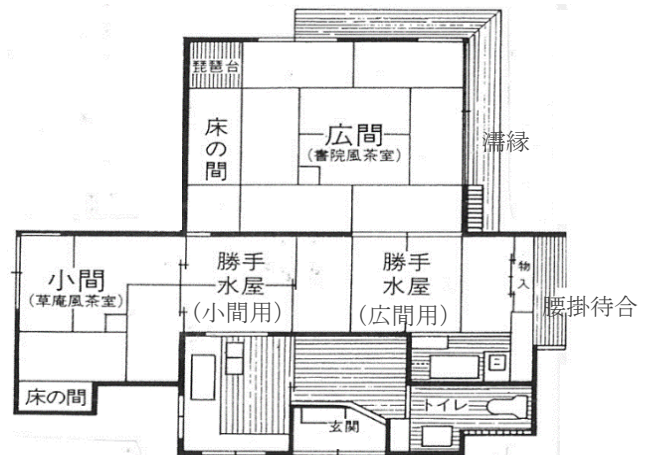 琵琶台
床の間
広間
(書院風茶室)
濡縁
小間
(草庵風茶室)
勝手
水屋
(小間用)
勝手
水屋
(広間用)
物入
腰掛待合
床の間
トイレ
玄関